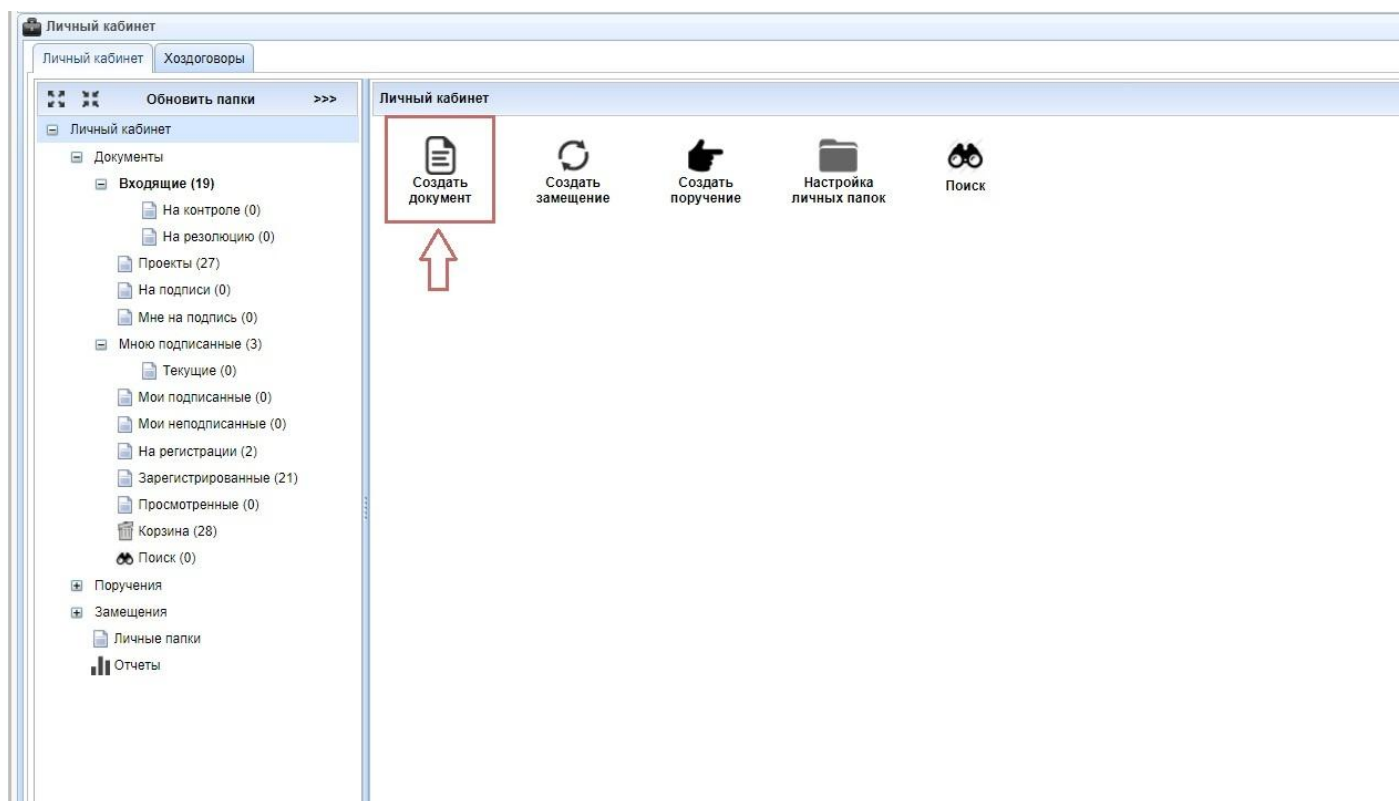 Личный кабинет
Личный кабинет Хоздоговоры
Обновить папки >>>
Личный кабинет
Документы
Входящие (19)
На контроле (0)
На резолюцию (0)
Проекты (27)
На подписи (0)
Мне на подпись (0)
Мною подписанные (3)
Текущие (0)
Мои подписанные (0)
Мои неподписанные (0)
На регистрации (2)
Зарегистрированные (21)
Просмотренные (0)
Корзина (28)
Поиск (0)
Поручения
Замещения
Личные папки
Отчеты
Личный кабинет
Создать
документ
Создать
замещение
Создать
поручение
Настройка
личных папок
Поиск